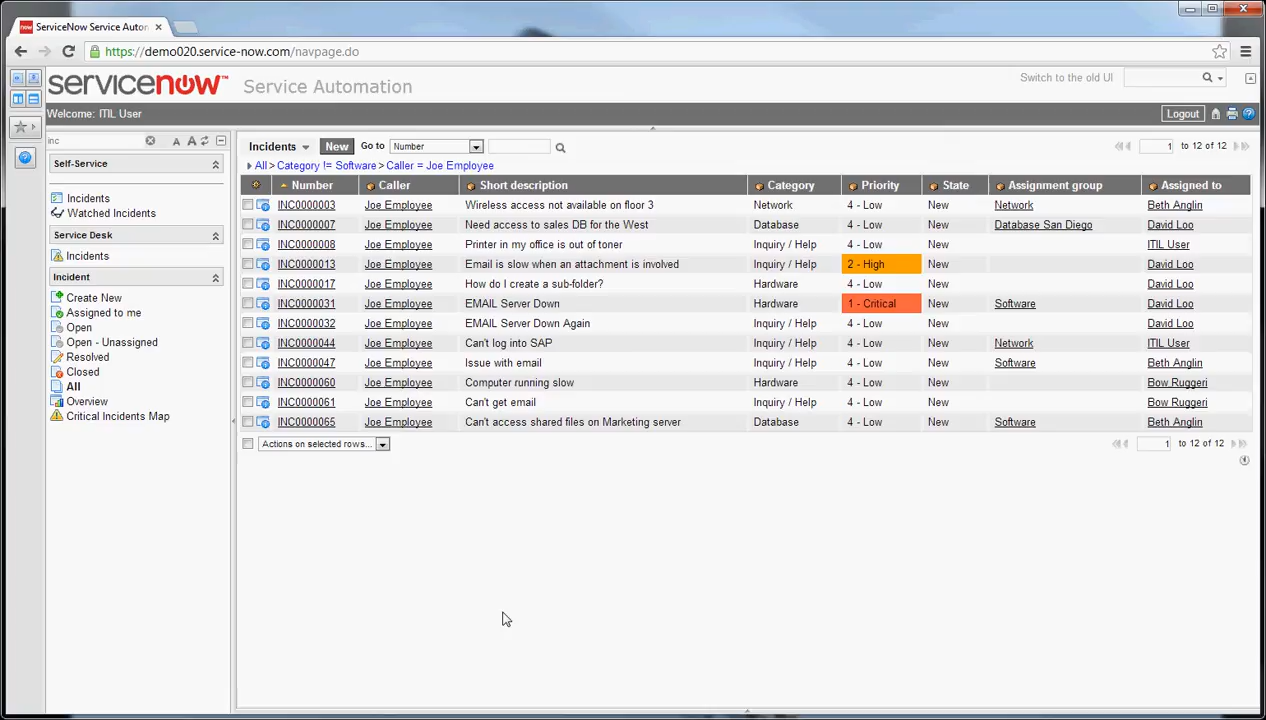 ServiceNow Service Auton
https://demo020.service-now.com/navpage.do
servicenow™ Service Automation
Switch to the old UI
Welcome: ITIL User
Logout
inc
A A
Self-Service
Incidents
Watched Incidents
Service Desk
Incidents
Incident
Create New
Assigned to me
Open
Open - Unassigned
Resolved
Closed
All
Overview
Critical Incidents Map
Incidents New Go to Number 1 to 12 of 12
All > Category != Software > Caller = Joe Employee
Number Caller Short description Category Priority State Assignment group Assigned to
INC0000003 Joe Employee Wireless access not available on floor 3 Network 4 - Low New Network Beth Anglin
INC0000007 Joe Employee Need access to sales DB for the West Database 4 - Low New Database San Diego David Loo
INC0000008 Joe Employee Printer in my office is out of toner Inquiry / Help 4 - Low New ITIL User
INC0000013 Joe Employee Email is slow when an attachment is involved Inquiry / Help 2 - High New David Loo
INC0000017 Joe Employee How do I create a sub-folder? Hardware 4 - Low New David Loo
INC0000031 Joe Employee EMAIL Server Down Hardware 1 - Critical New Software David Loo
INC0000032 Joe Employee EMAIL Server Down Again Inquiry / Help 4 - Low New David Loo
INC0000044 Joe Employee Can't log into SAP Inquiry / Help 4 - Low New Network ITIL User
INC0000047 Joe Employee Issue with email Inquiry / Help 4 - Low New Software Beth Anglin
INC0000060 Joe Employee Computer running slow Hardware 4 - Low New Bow Ruggeri
INC0000061 Joe Employee Can't get email Inquiry / Help 4 - Low New Bow Ruggeri
INC0000065 Joe Employee Can't access shared files on Marketing server Database 4 - Low New Software Beth Anglin
Actions on selected rows... 1 to 12 of 12